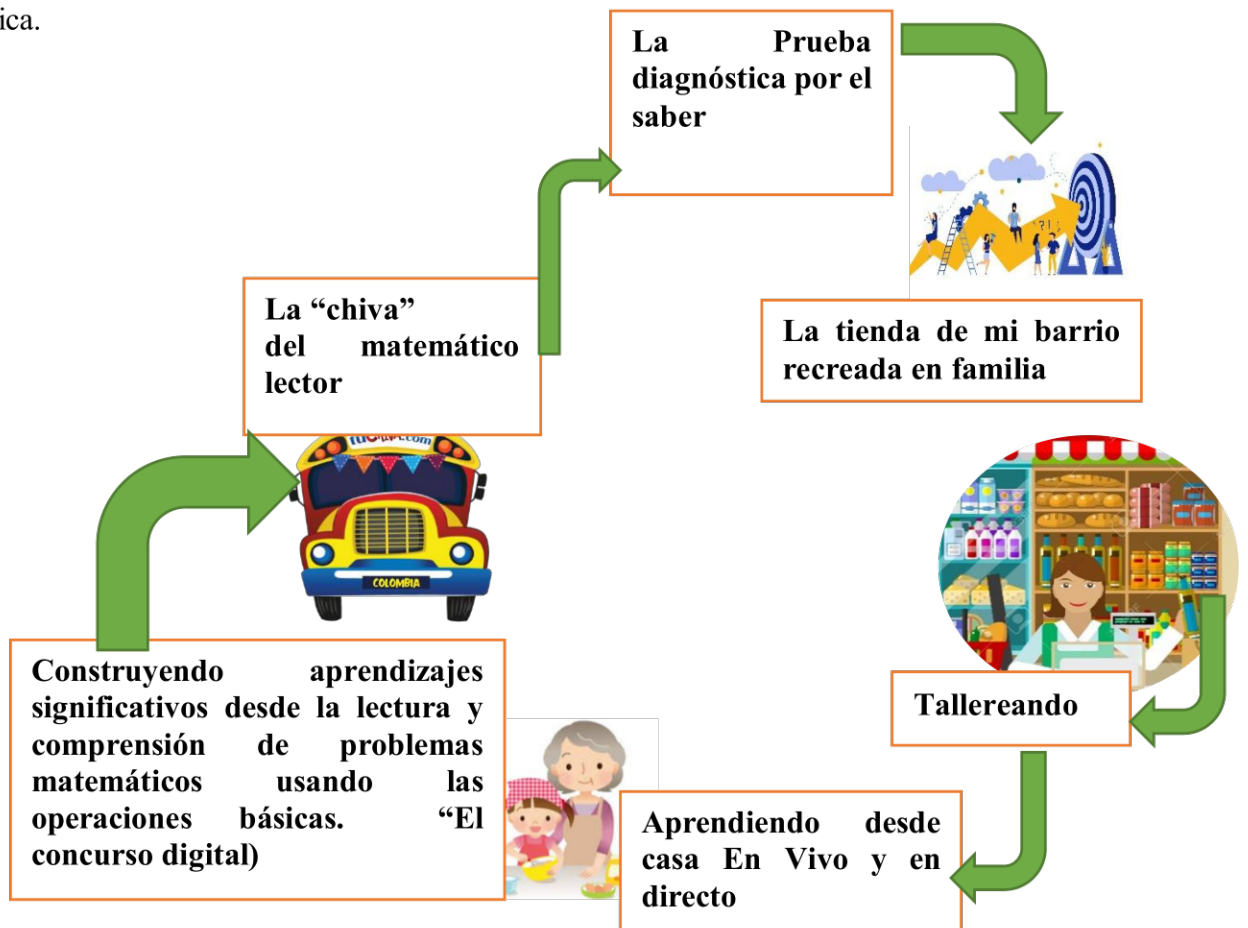 ica.
La Prueba
diagnóstica por el
saber
La “chiva”
del matemático
lector
La tienda de mi barrio
recreada en familia
COLOMBIA
Construyendo aprendizajes
significativos desde la lectura y
comprensión de problemas
matemáticos usando las
operaciones básicas. “El
concurso digital)
Tallereando
Aprendiendo desde
casa En Vivo y en
directo